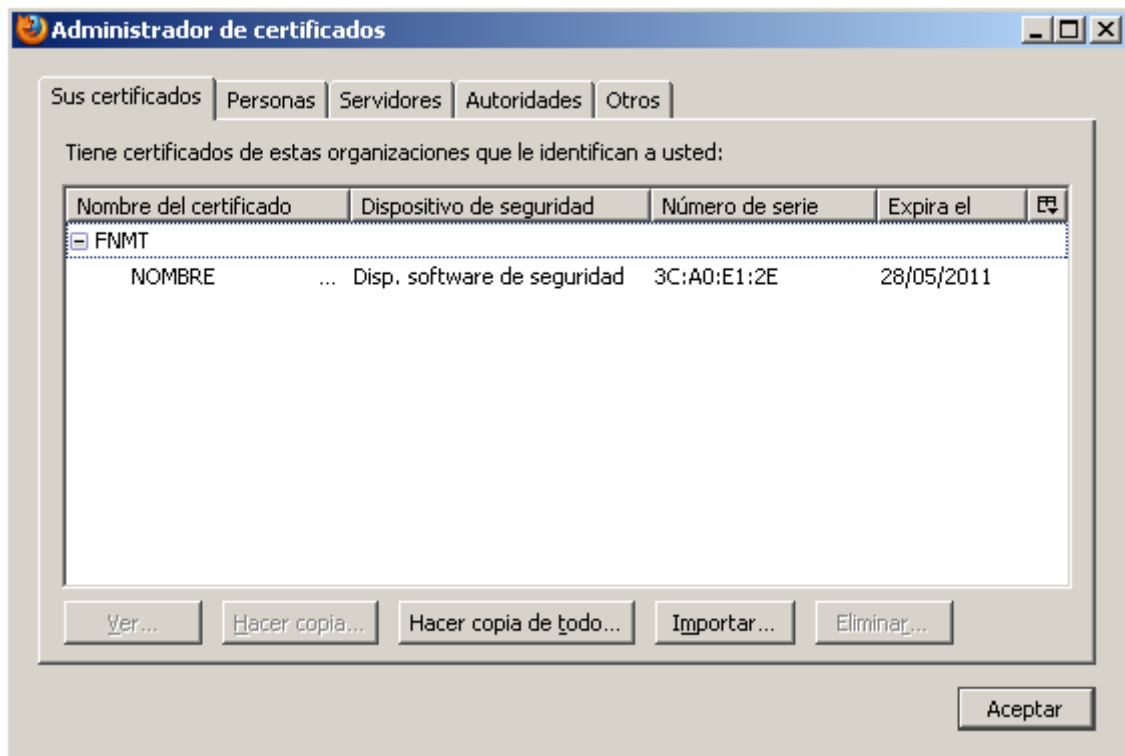 Administrador de certificados
Sus certificados Personas Servidores Autoridades Otros
Tiene certificados de estas organizaciones que le identifican a usted:
Nombre del certificado Dispositivo de seguridad Número de serie Expira el
FNMT
NOMBRE ... Disp. software de seguridad 3C:A0:E1:2E 28/05/2011
Ver... Hacer copia... Hacer copia de todo... Importar... Eliminar...
Aceptar